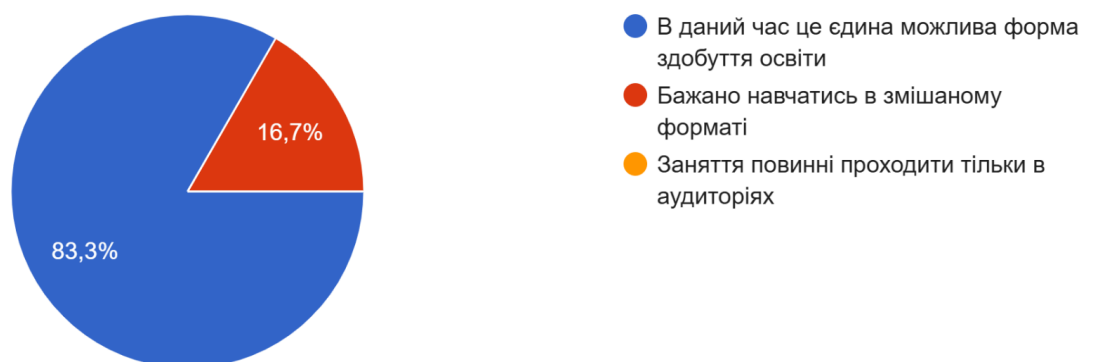 В даний час це єдина можлива форма
здобуття освіти
Бажано навчатись в змішаному
форматі
Заняття повинні проходити тільки в
аудиторіях
16,7%
83,3%